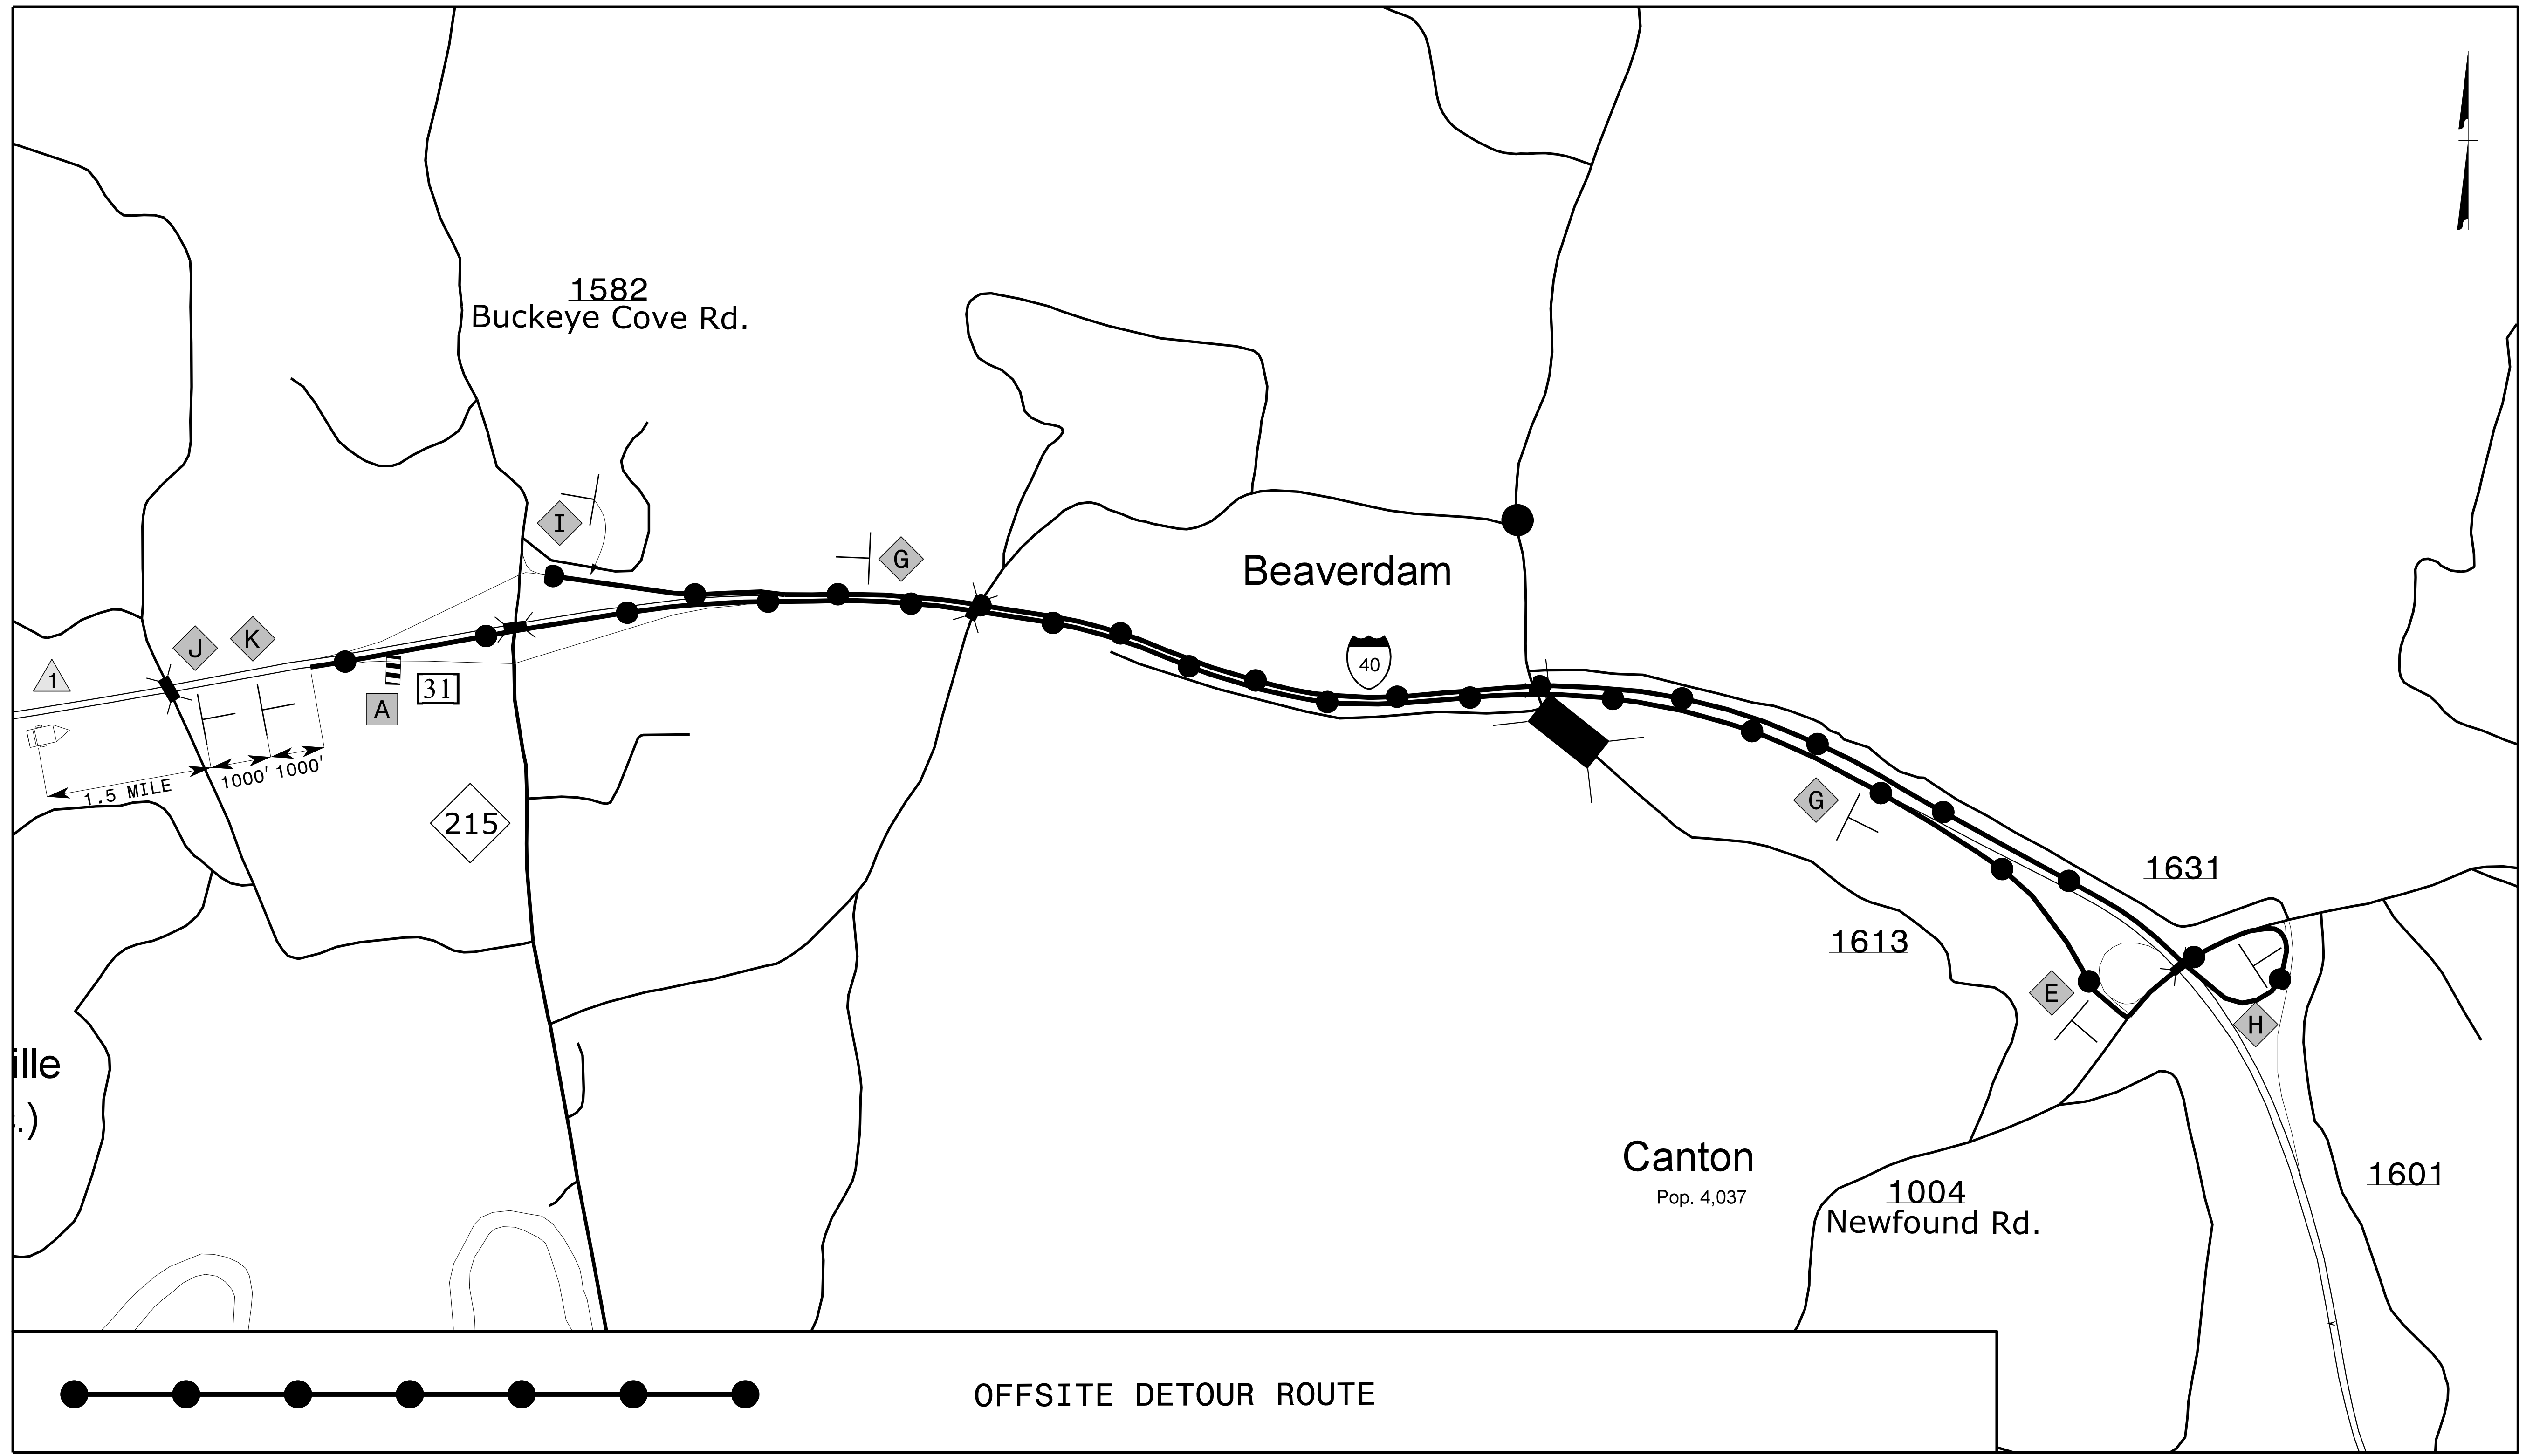 1582
Buckeye Cove Rd.
I
G
Beaverdam
J
K
1
A
31
40
1.5 MILE
1000'
1000'
215
G
1631
1613
E
H
ille
.)
Canton
Pop. 4,037
1004
Newfound Rd.
1601
OFFSITE DETOUR ROUTE